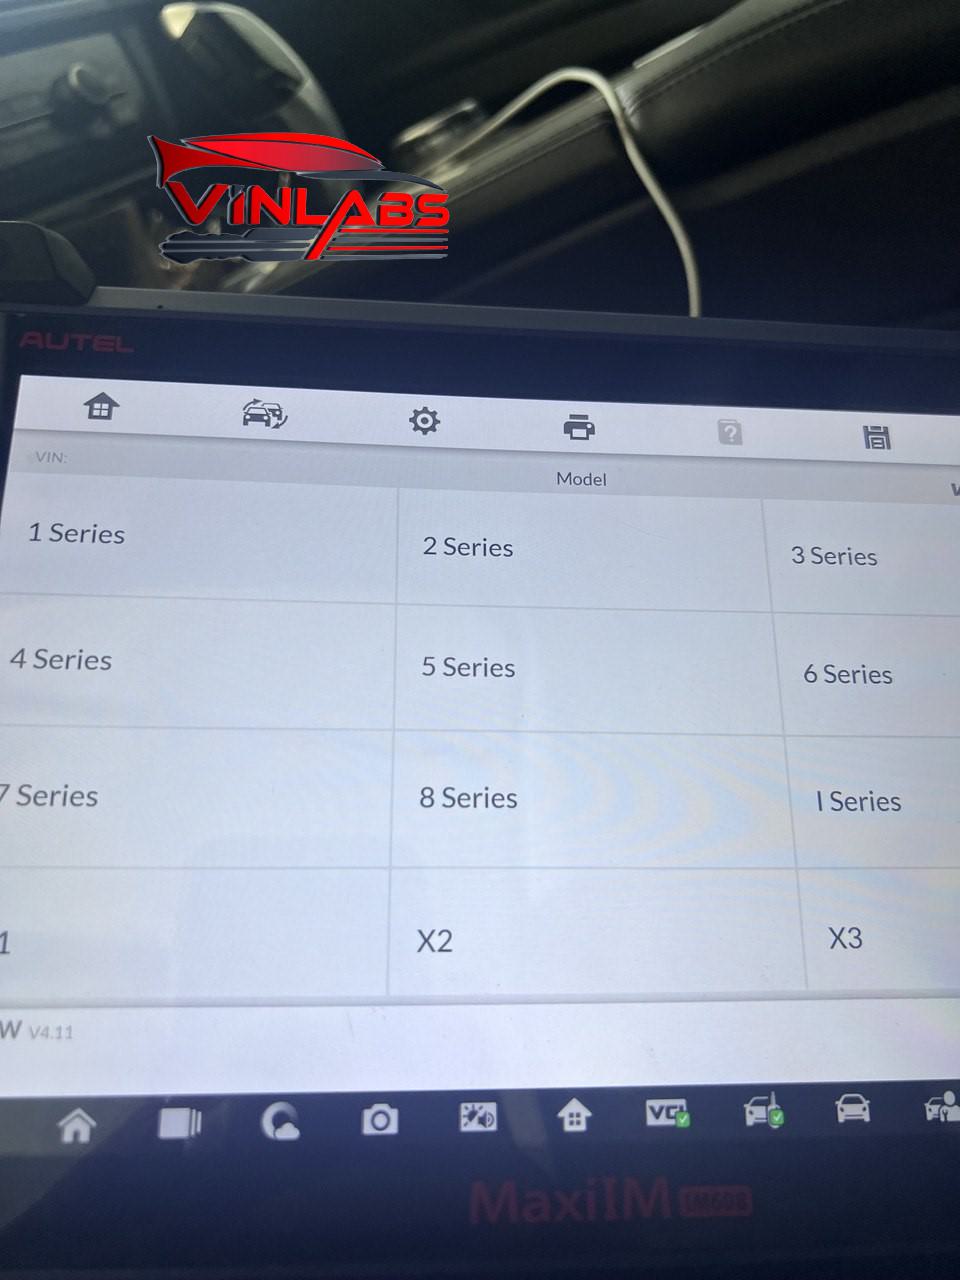 VINLABS
AUTEL
VIN:
Model
1 Series
2 Series
3 Series
4 Series
5 Series
6 Series
7 Series
8 Series
I Series
1
X2
X3
W V4.11
VCI
MaxiIM IM608